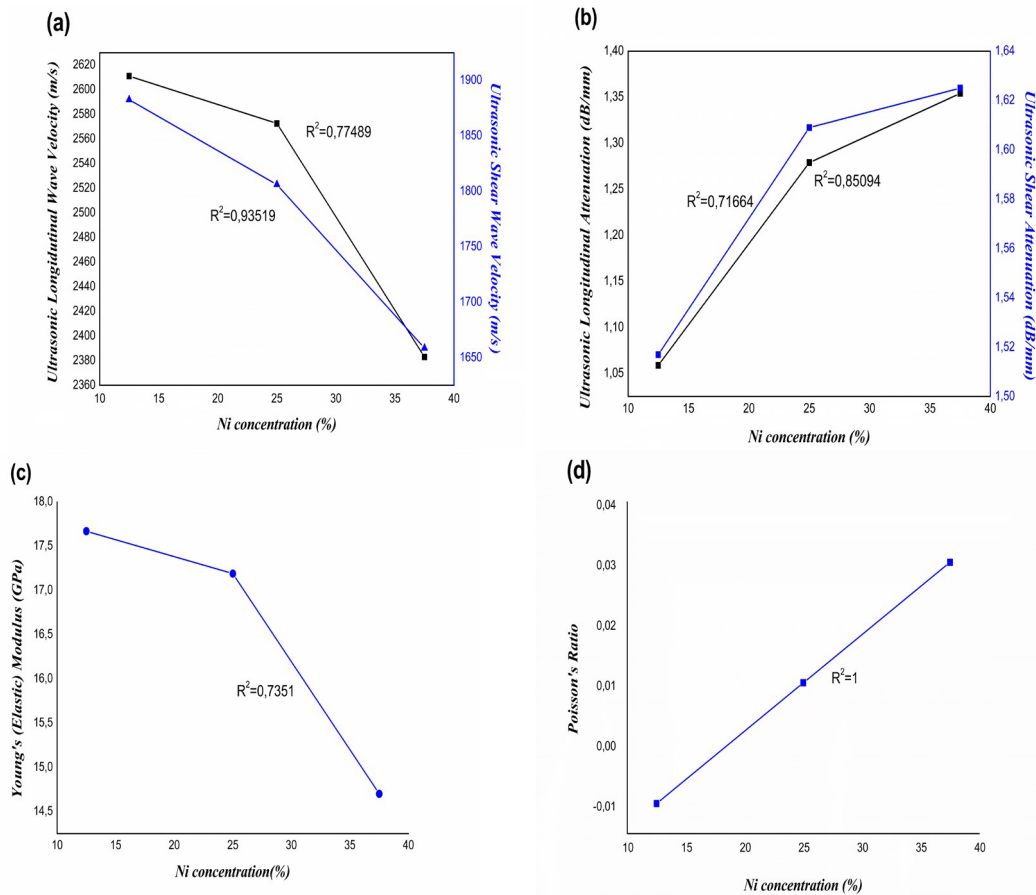 (a)
Ultrasonic Longidutinal Wave Velocity (m/s)
2620
2600
2580
2560
2540
2520
2500
2480
2460
2440
2420
2400
2380
2360
R²=0,77489
R²=0,93519
1900
1850
1800
1750
1700
1650
Ultrasonic Shear Wave Velocity (m/s)
10 15 20 25 30 35 40
Ni concentration (%)
(b)
Ultrasonic Longitudinal Attenuation (dB/mm)
1,40
1,35
1,30
1,25
1,20
1,15
1,10
1,05
R²=0,71664
R²=0,85094
1,64
1,62
1,60
1,58
1,56
1,54
1,52
1,50
Ultrasonic Shear Attenuation (dB/mm)
10 15 20 25 30 35 40
Ni concentration (%)
(c)
Young's (Elastic) Modulus (GPa)
18,0
17,5
17,0
16,5
16,0
15,5
15,0
14,5
R²=0,7351
10 15 20 25 30 35 40
Ni concentration(%)
(d)
Poisson's Ratio
0,04
0,03
0,02
0,01
0,00
-0,01
R²=1
10 15 20 25 30 35 40
Ni concentration (%)